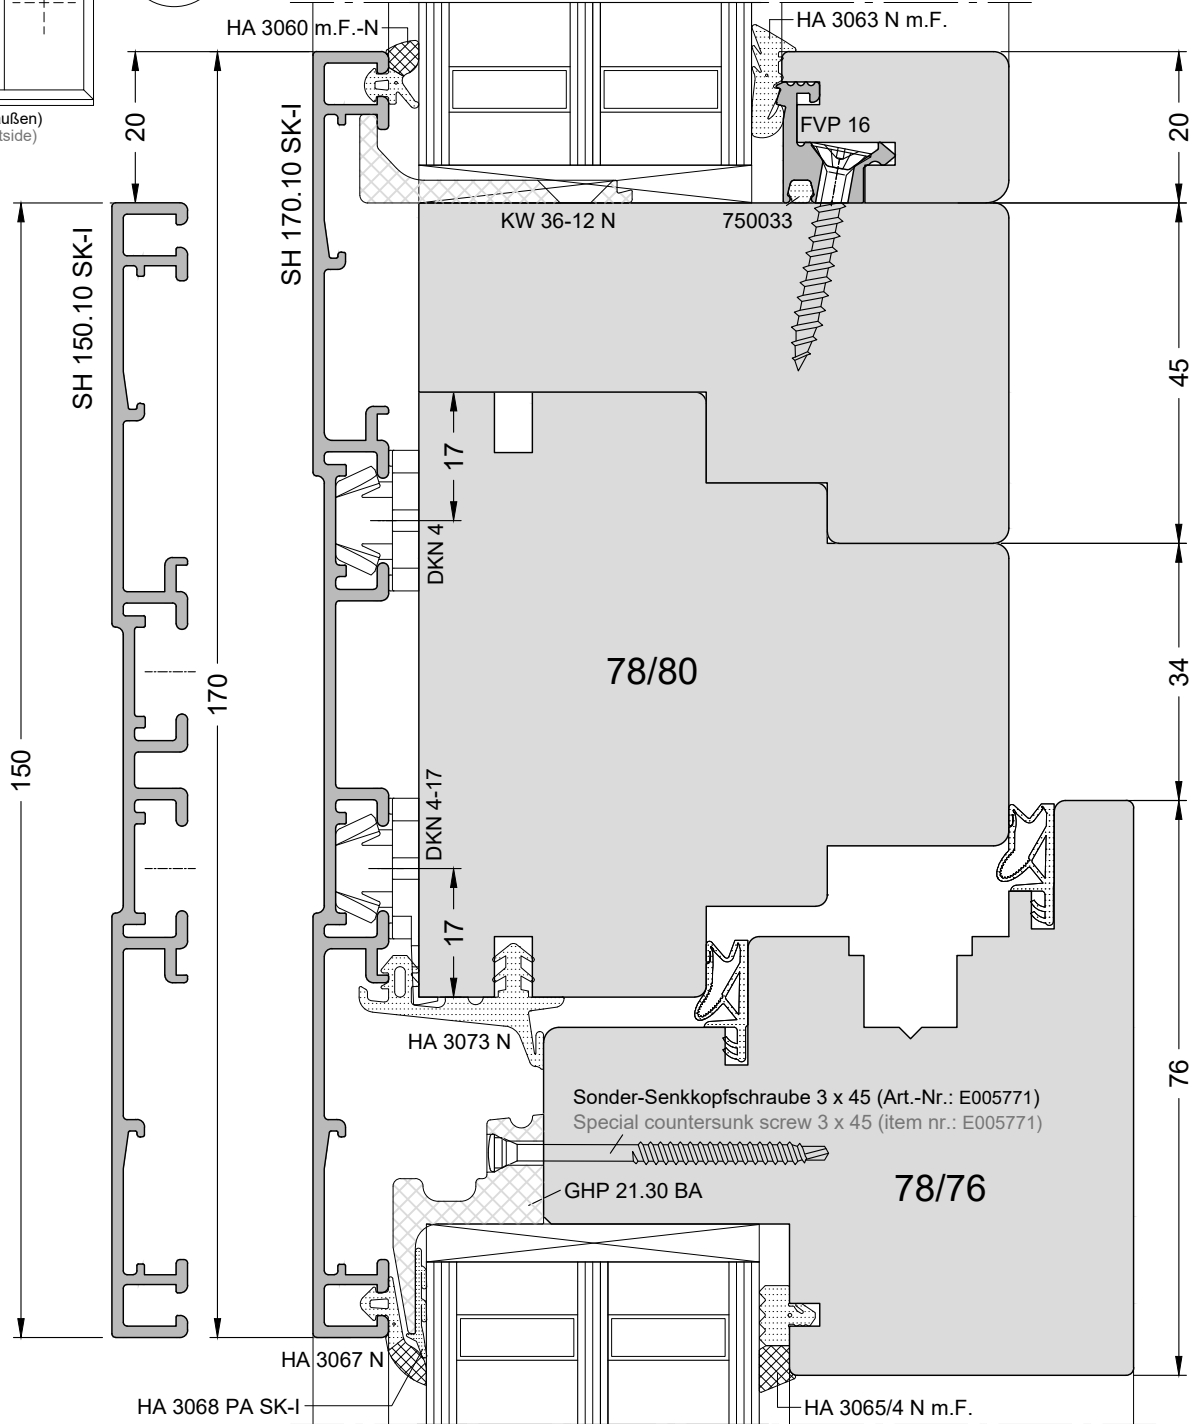 HA 3060 m.F.-N
HA 3063 N m.F.
20
SH 170.10 SK-I
FVP 16
20
SH 150.10 SK-I
KW 36-12 N
750033
45
17
DKN 4
78/80
34
170
150
DKN 4-17
17
HA 3073 N
76
Sonder-Senkkopfschraube 3 x 45 (Art.-Nr.: E005771)
Special countersunk screw 3 x 45 (item nr.: E005771)
78/76
GHP 21.30 BA
HA 3067 N
HA 3068 PA SK-I
HA 3065/4 N m.F.